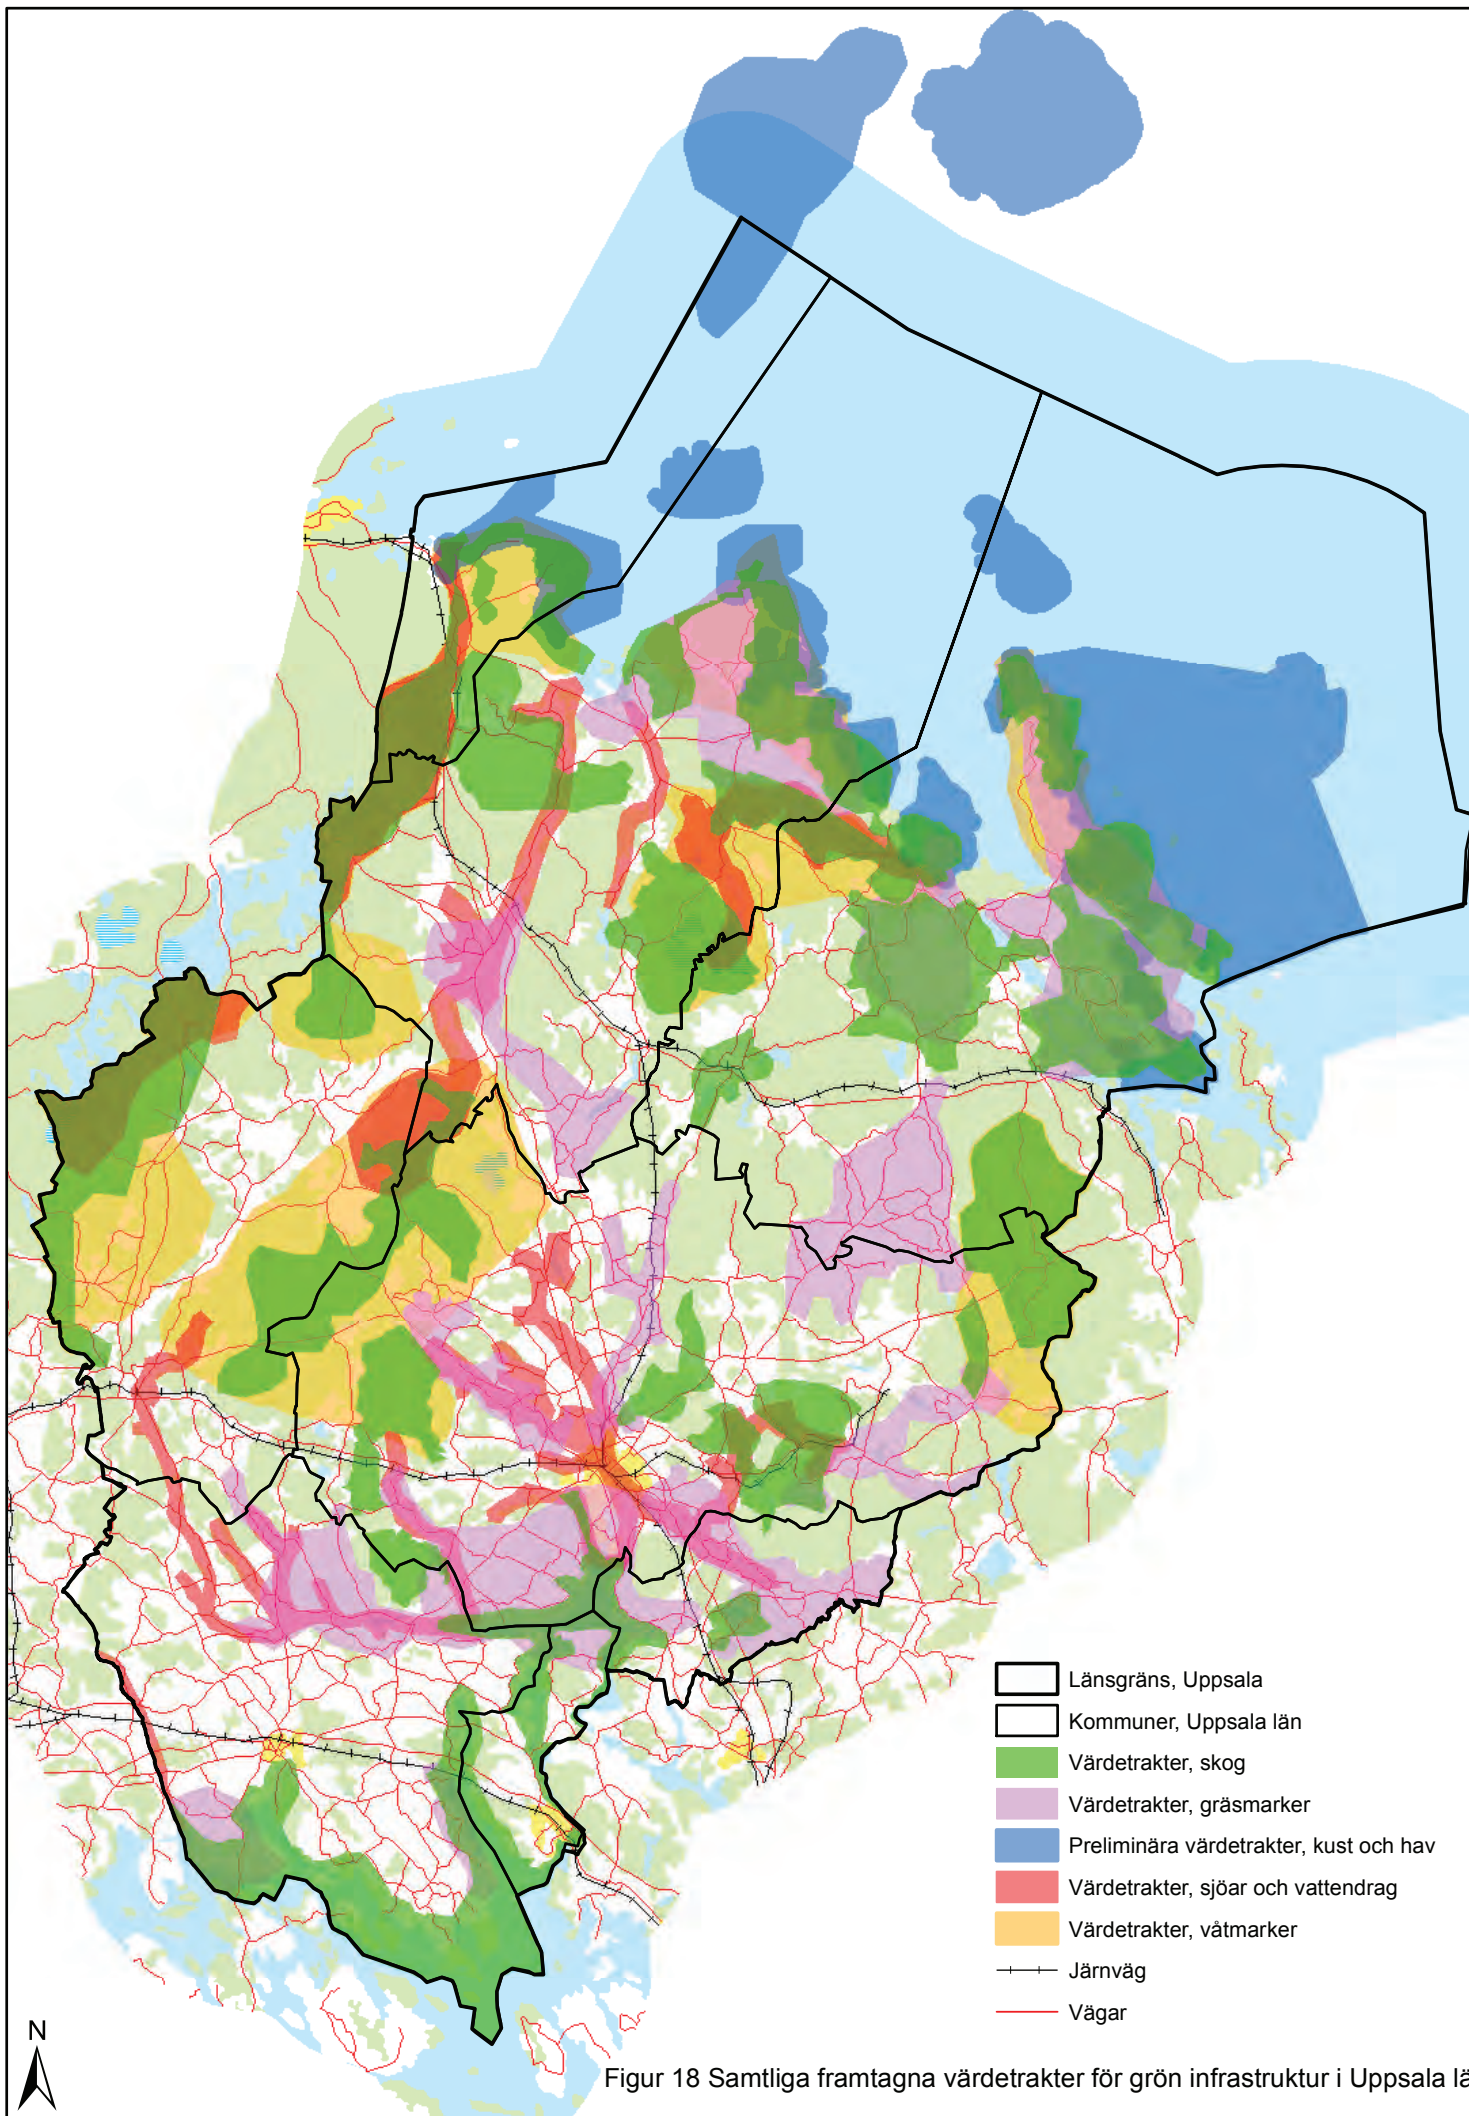 Länsgräns, Uppsala
Kommuner, Uppsala län
Värdetrakter, skog
Värdetrakter, gräsmarker
Preliminära värdetrakter, kust och hav
Värdetrakter, sjöar och vattendrag
Värdetrakter, våtmarker
Järnväg
Vägar
N
Figur 18 Samtliga framtagna värdetrakter för grön infrastruktur i Uppsala lä